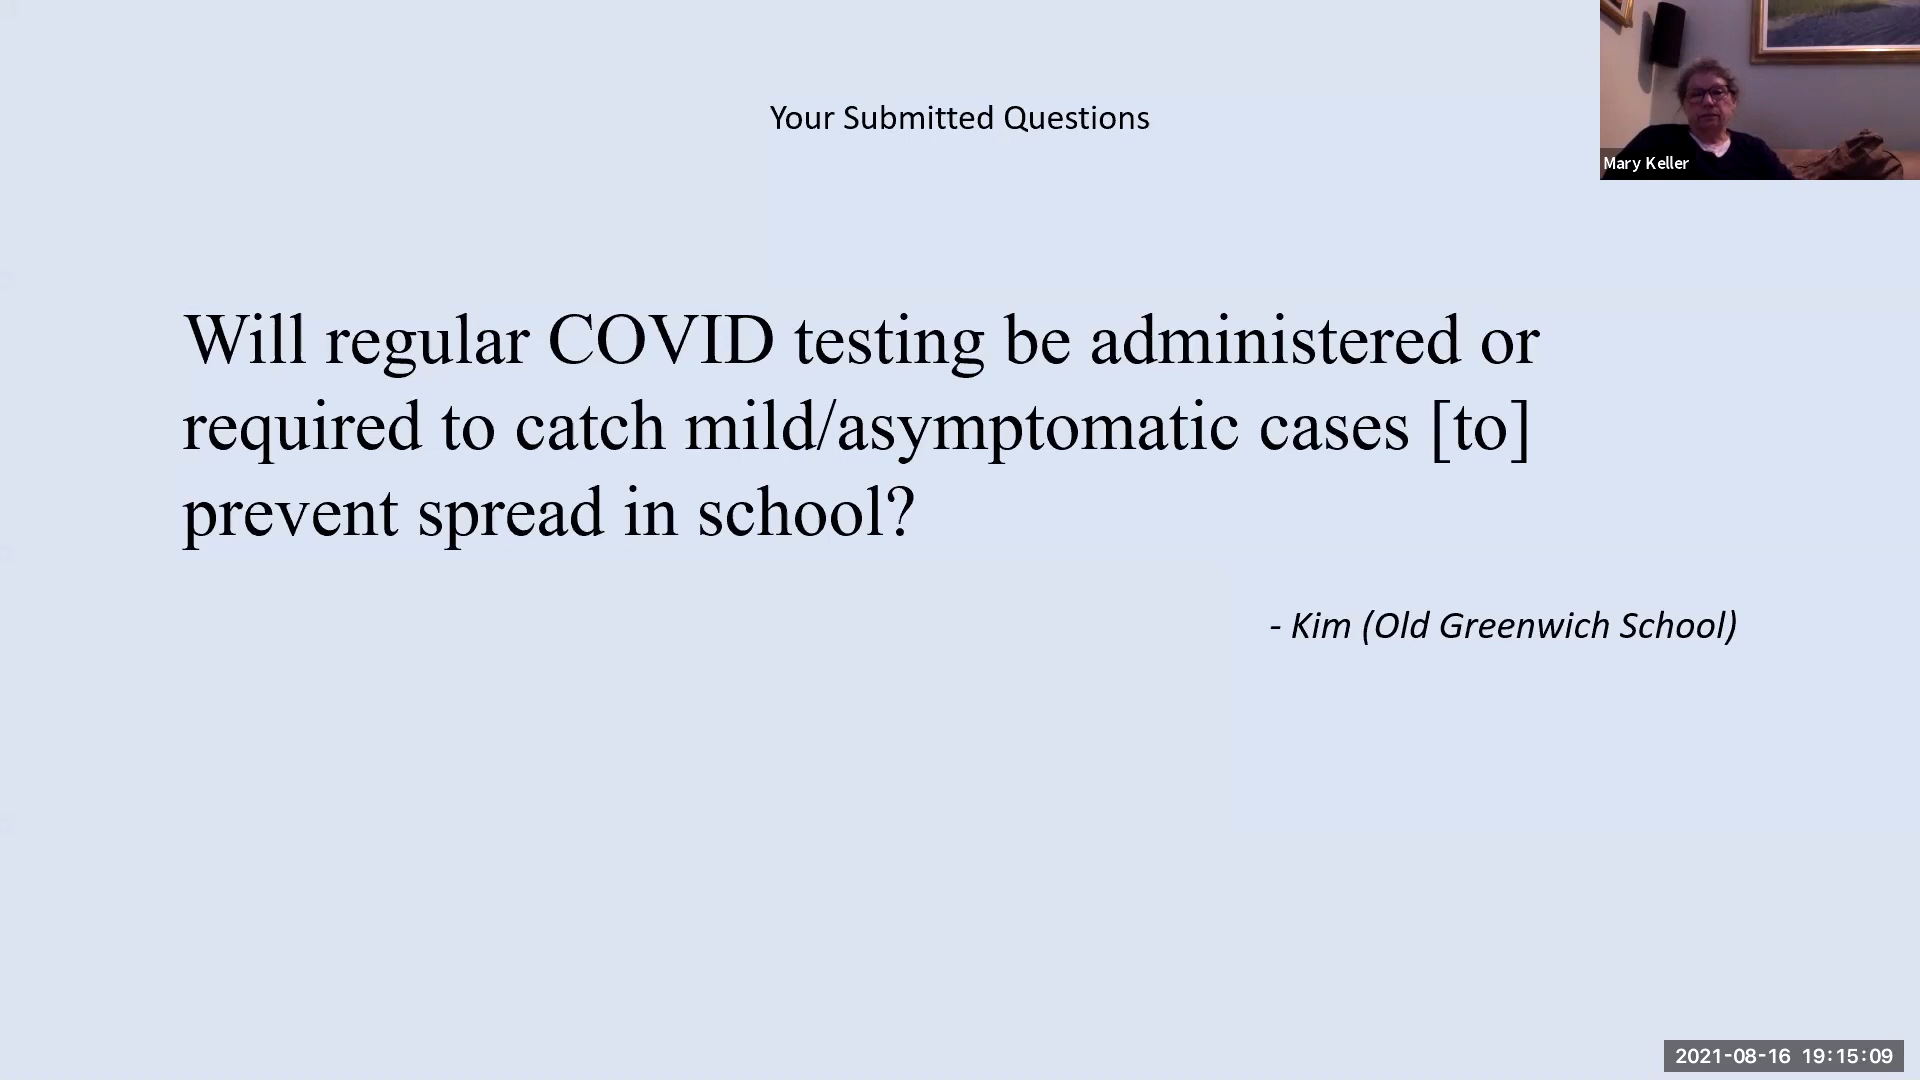 Your Submitted Questions
Mary Keller
Will regular COVID testing be administered or
required to catch mild/asymptomatic cases [to]
prevent spread in school?
- Kim (Old Greenwich School)
2021-08-16 19:15:09